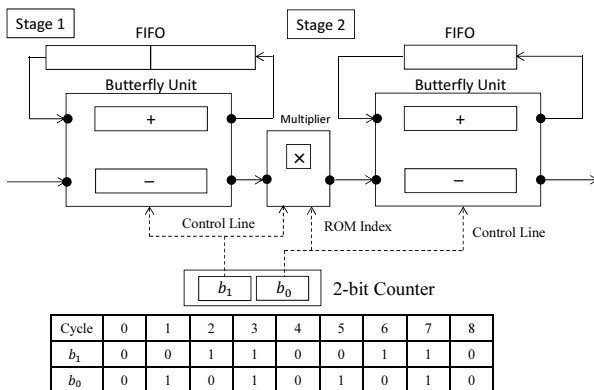 Stage 1
Stage 2
FIFO
FIFO
Butterfly Unit
Butterfly Unit
Multiplier
+
×
+
−
−
Control Line
ROM Index
Control Line
b₁ b₀ 2-bit Counter
Cycle 0 1 2 3 4 5 6 7 8
b₁ 0 0 1 1 0 0 1 1 0
b₀ 0 1 0 1 0 1 0 1 0